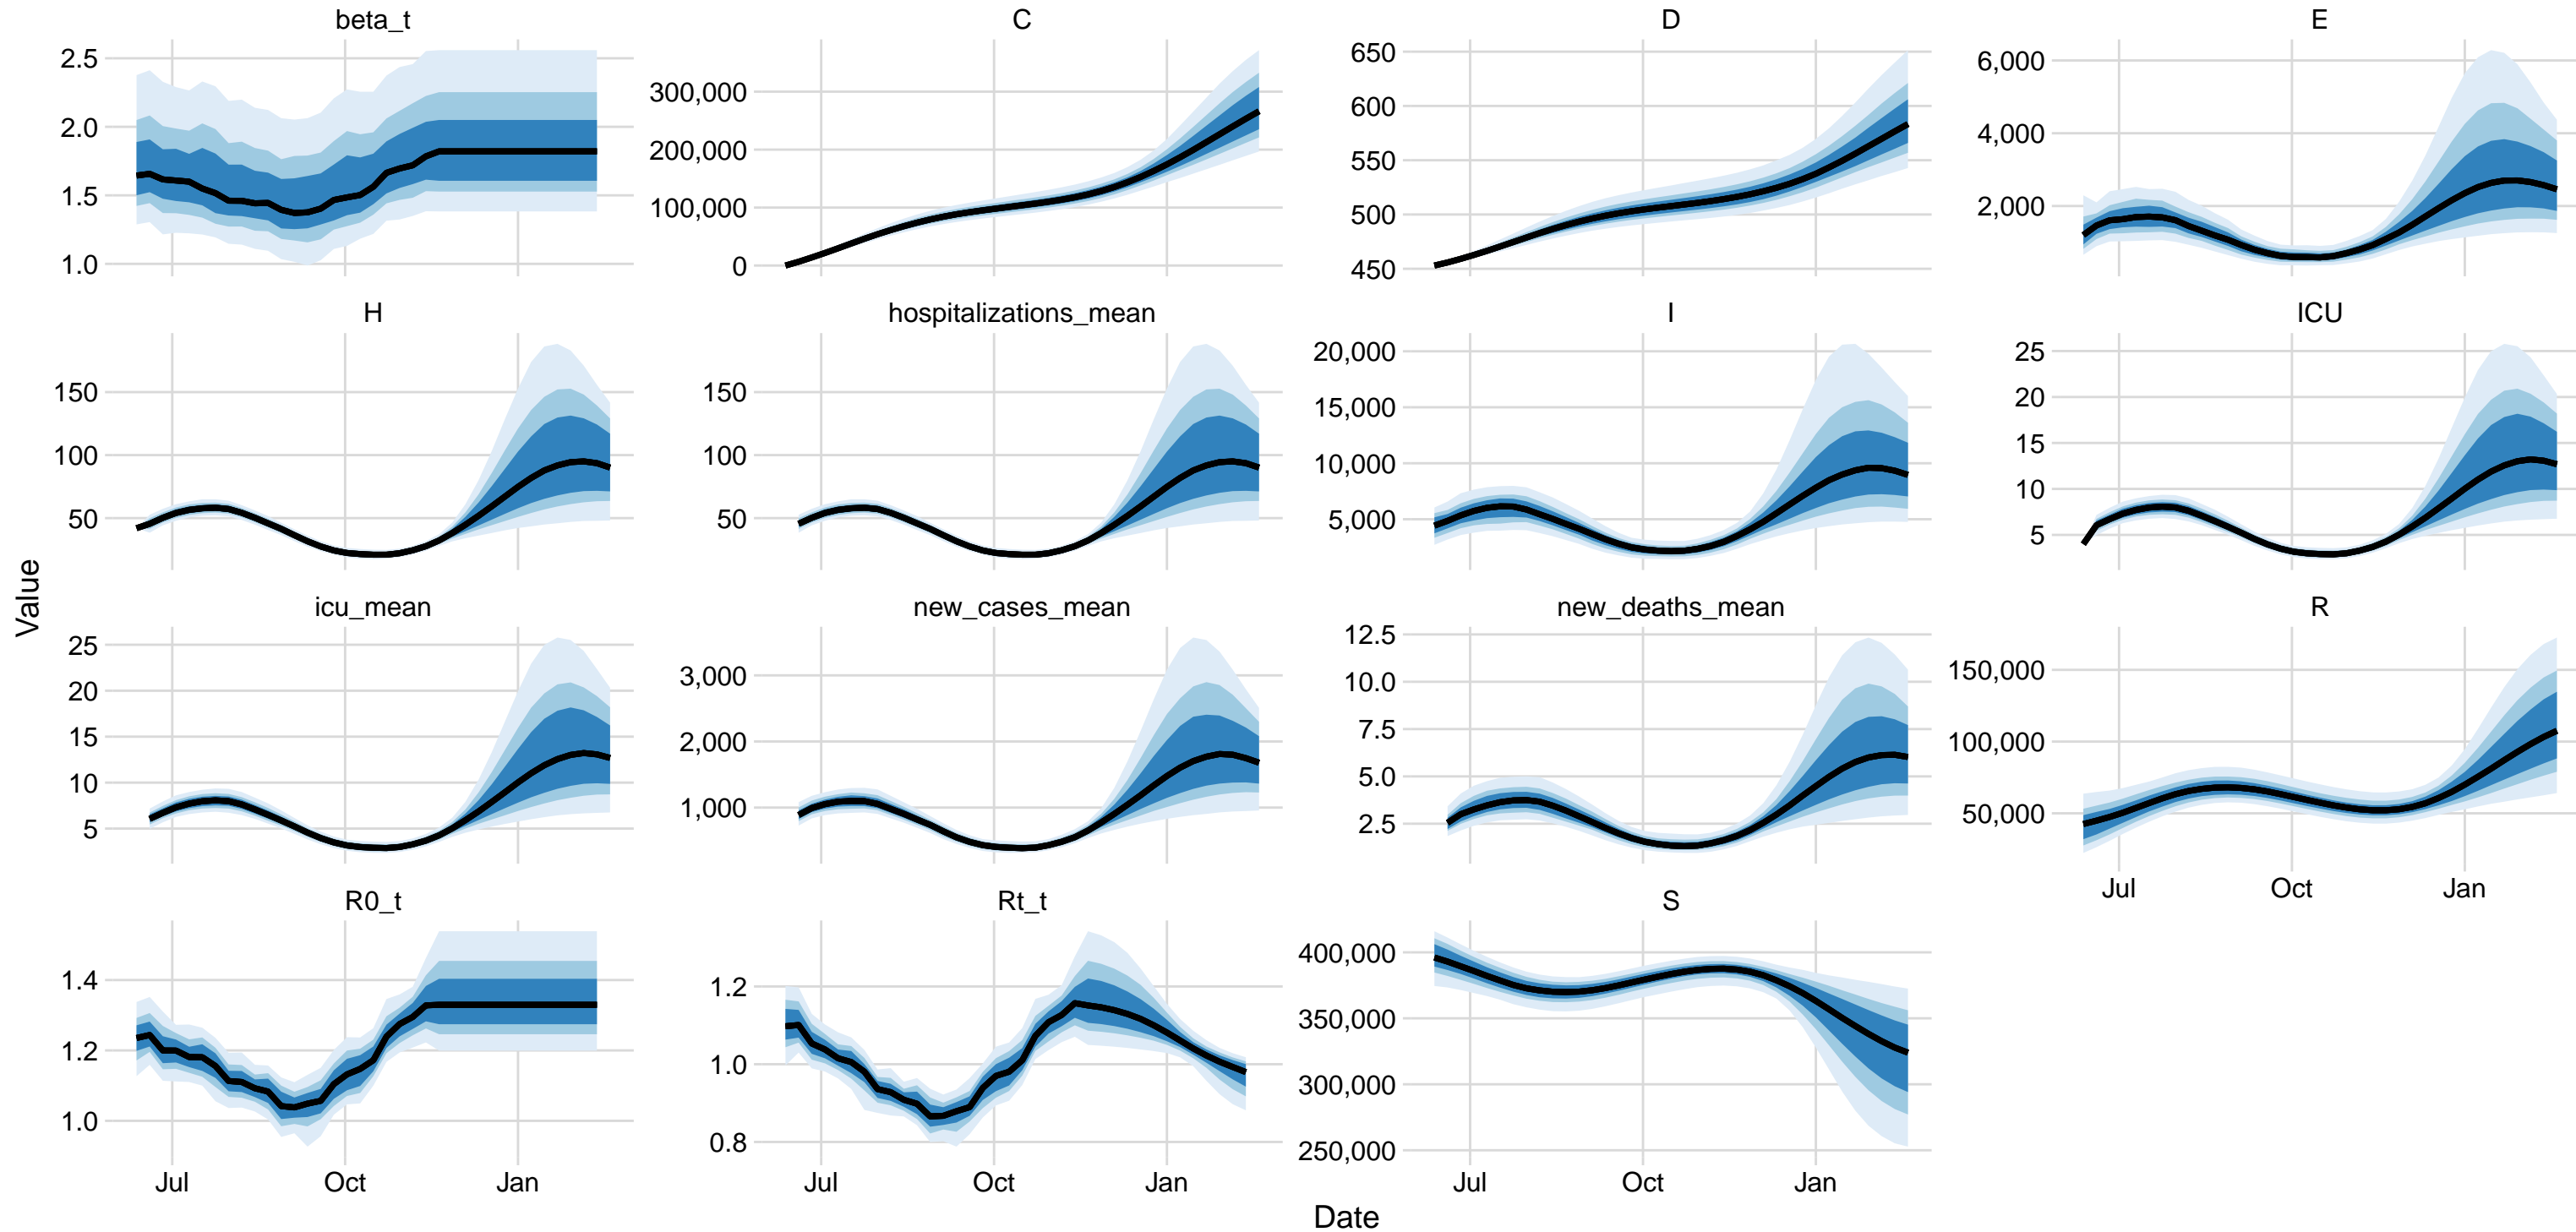 beta_t
C
D
E
2.5
2.0
1.5
1.0
300,000
200,000
100,000
0
650
600
550
500
450
6,000
4,000
2,000
H
hospitalizations_mean
I
ICU
150
100
50
150
100
50
20,000
15,000
10,000
5,000
25
20
15
10
5
Value
icu_mean
new_cases_mean
new_deaths_mean
R
25
20
15
10
5
3,000
2,000
1,000
12.5
10.0
7.5
5.0
2.5
150,000
100,000
50,000
Jul Oct Jan
R0_t
Rt_t
S
1.4
1.2
1.0
1.2
1.0
0.8
400,000
350,000
300,000
250,000
Jul Oct Jan
Jul Oct Jan
Jul Oct Jan
Date